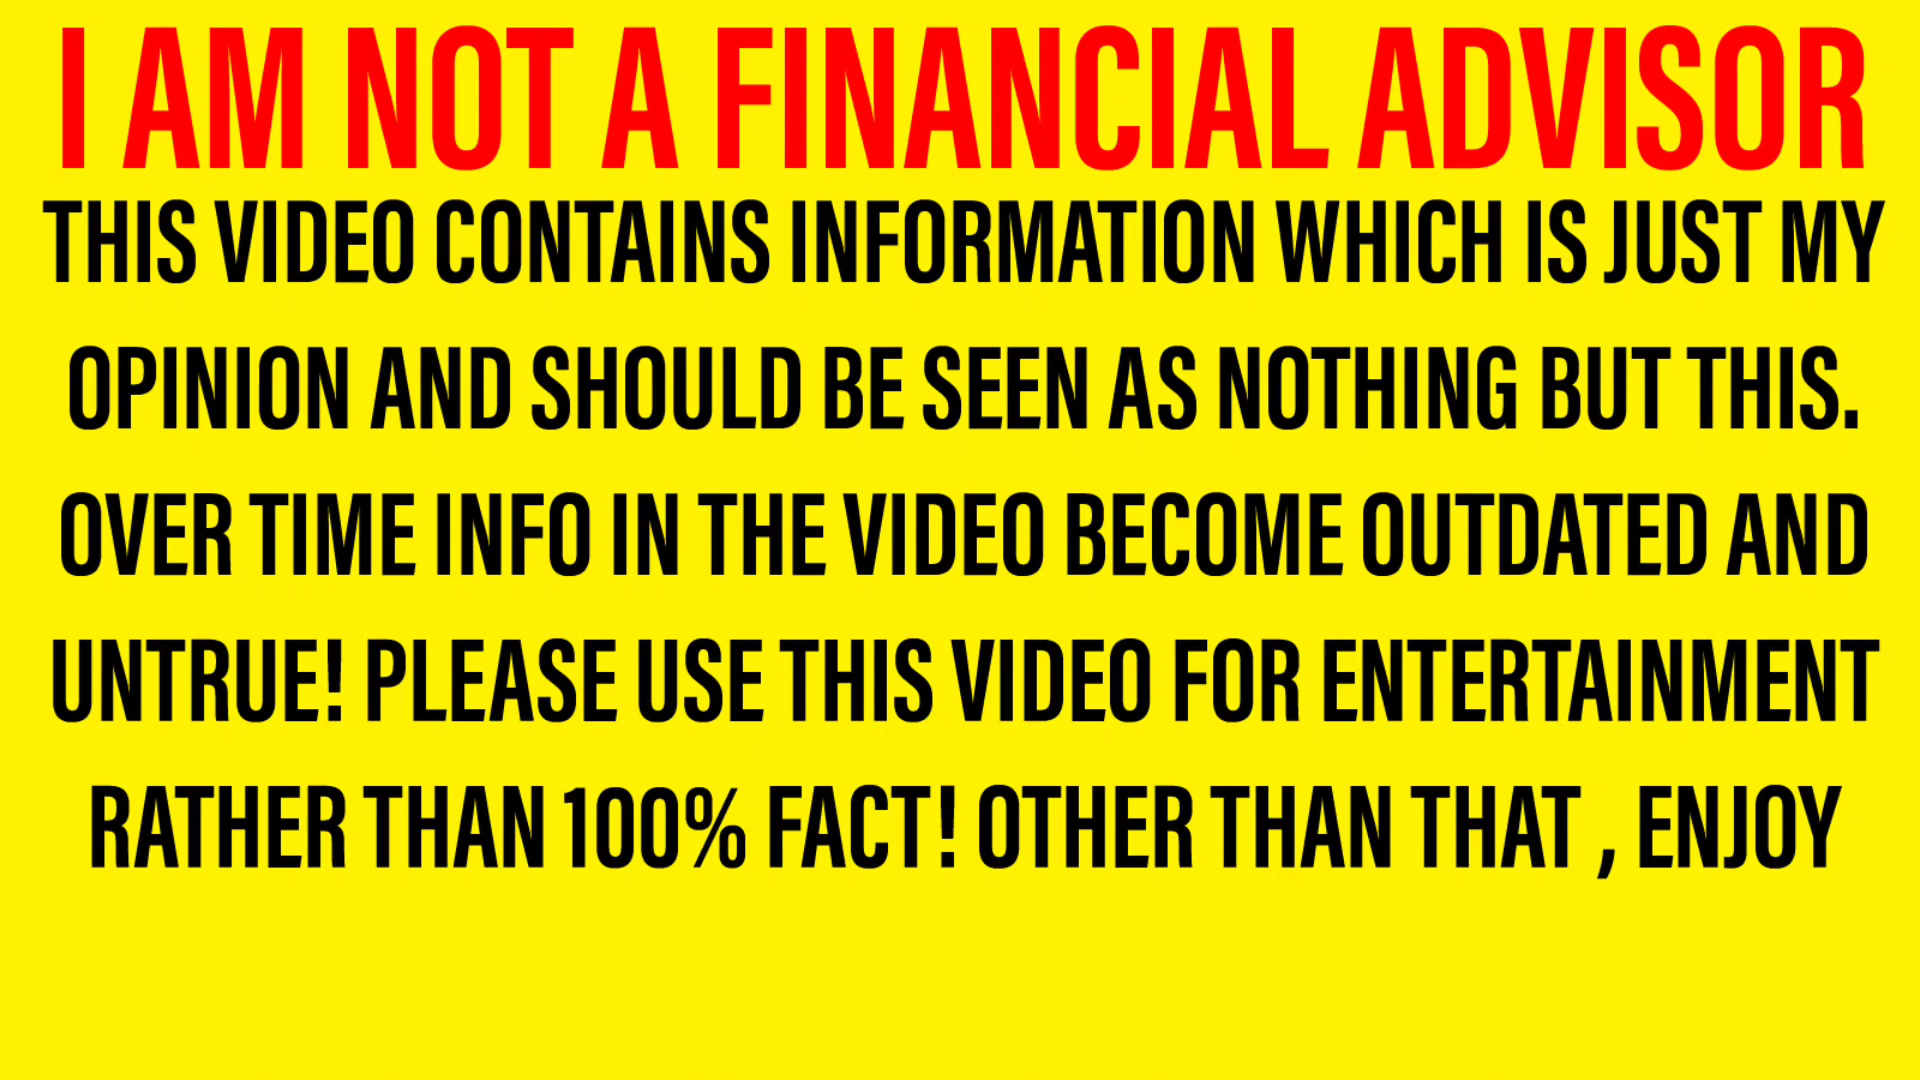 I AM NOT A FINANCIAL ADVISOR
THIS VIDEO CONTAINS INFORMATION WHICH IS JUST MY
OPINION AND SHOULD BE SEEN AS NOTHING BUT THIS.
OVER TIME INFO IN THE VIDEO BECOME OUTDATED AND
UNTRUE! PLEASE USE THIS VIDEO FOR ENTERTAINMENT
RATHER THAN 100% FACT! OTHER THAN THAT , ENJOY